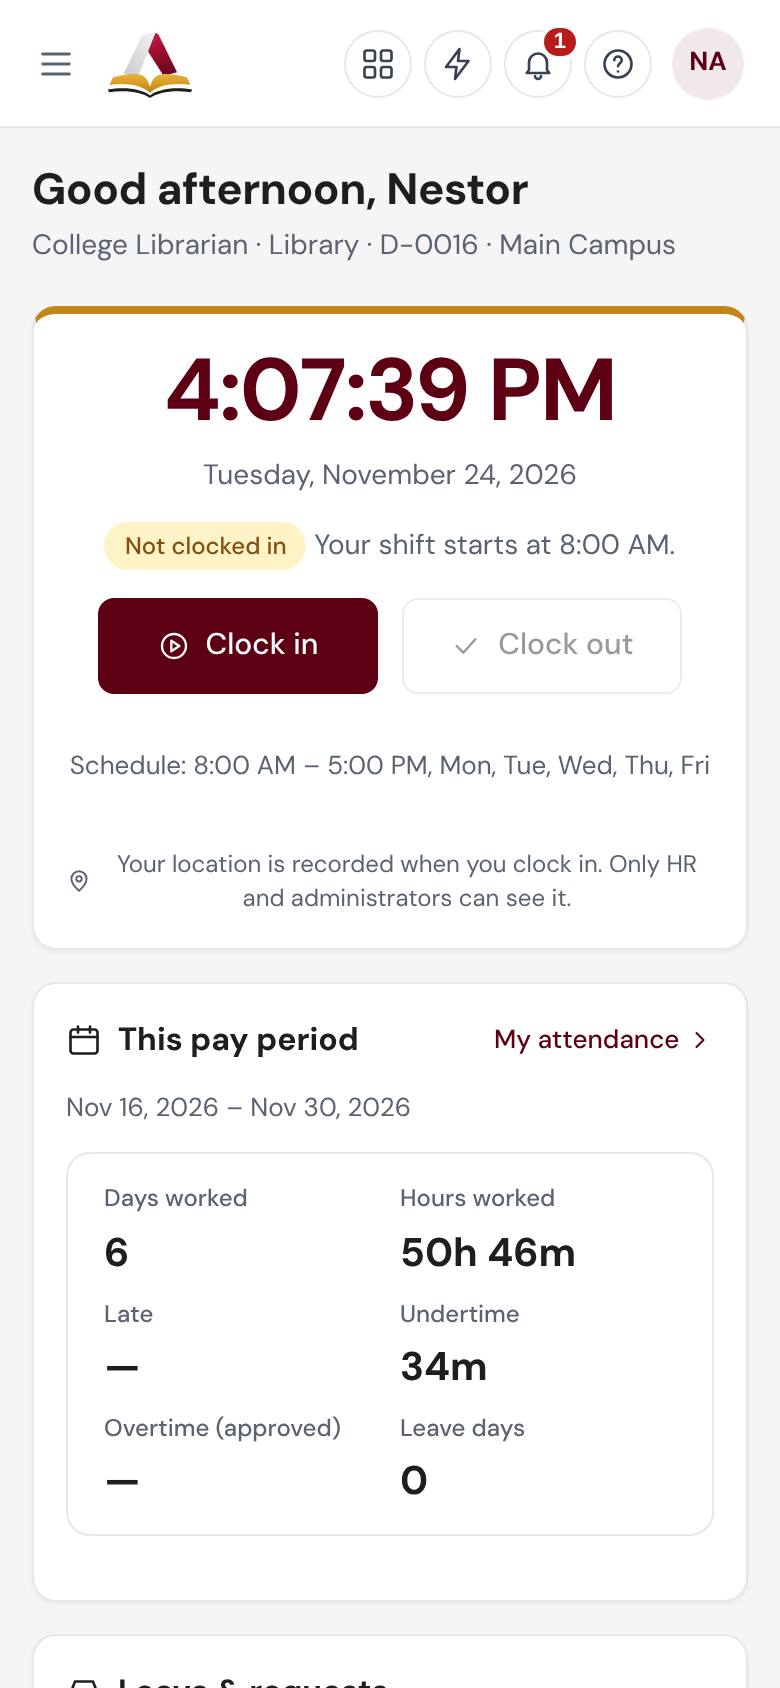 1
NA
Good afternoon, Nestor
College Librarian · Library · D-0016 · Main Campus
4:07:39 PM
Tuesday, November 24, 2026
Not clocked in Your shift starts at 8:00 AM.
Clock in
Clock out
Schedule: 8:00 AM – 5:00 PM, Mon, Tue, Wed, Thu, Fri
Your location is recorded when you clock in. Only HR
and administrators can see it.
This pay period
My attendance
Nov 16, 2026 – Nov 30, 2026
Days worked
Hours worked
6
50h 46m
Late
Undertime
—
34m
Overtime (approved)
Leave days
—
0
Leave & requests